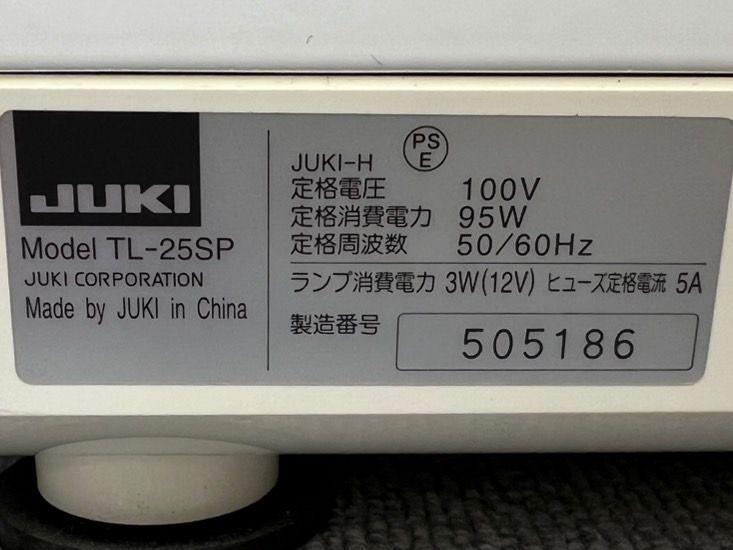 JUKI
Model TL-25SP
JUKI CORPORATION
Made by JUKI in China
PS
E
JUKI-H
定格電圧 100V
定格消費電力 95W
定格周波数 50/60Hz
ランプ消費電力 3W(12V) ヒューズ定格電流 5A
製造番号 505186